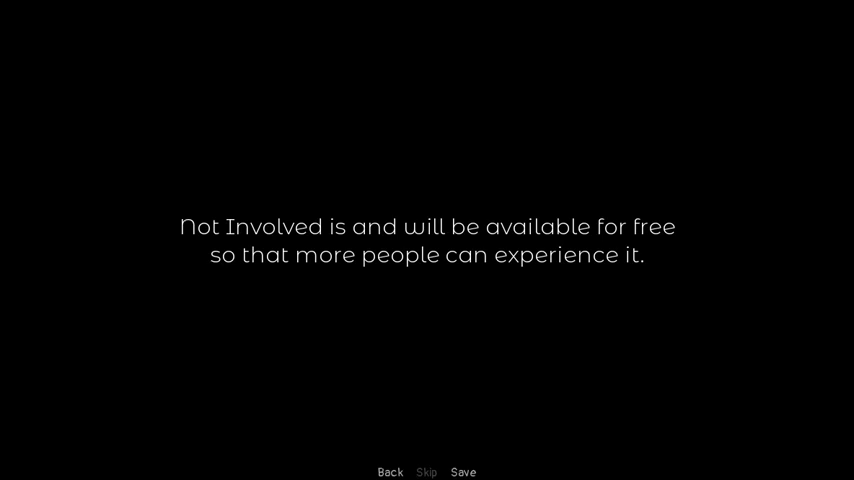 Not Involved is and will be available for free
so that more people can experience it.
Back Skip Save